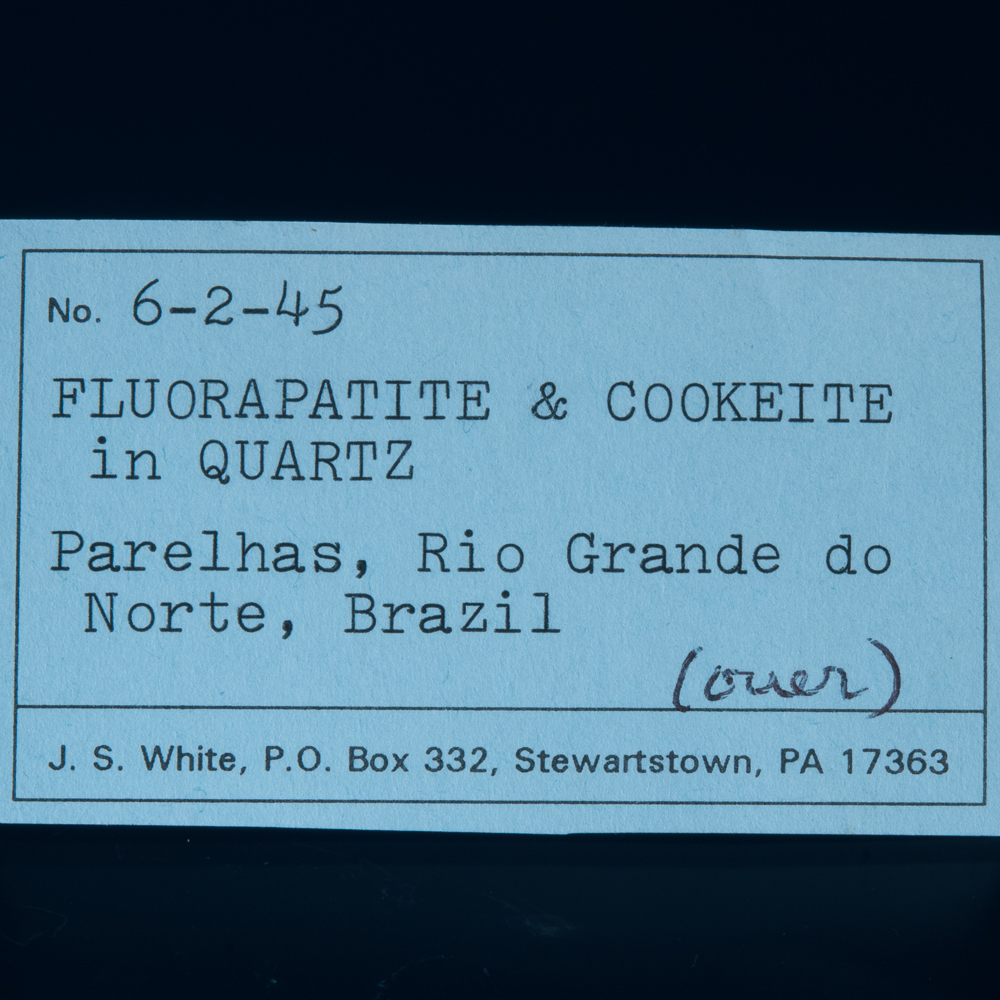 No. 6-2-45
FLUORAPATITE & COOKEITE
in QUARTZ
Parelhas, Rio Grande do
Norte, Brazil
(over)
J. S. White, P.O. Box 332, Stewartstown, PA 17363